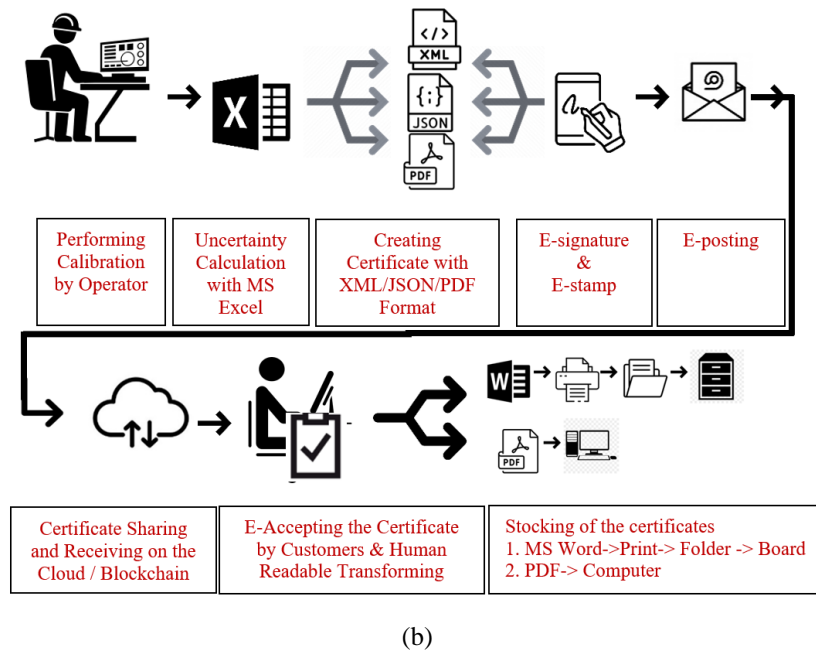 </>
XML
{;}
JSON
PDF
X
Performing
Calibration
by Operator
Uncertainty
Calculation
with MS
Excel
Creating
Certificate with
XML/JSON/PDF
Format
E-signature
&
E-stamp
E-posting
W
PDF
Certificate Sharing
and Receiving on the
Cloud / Blockchain
E-Accepting the Certificate
by Customers & Human
Readable Transforming
Stocking of the certificates
1. MS Word->Print-> Folder -> Board
2. PDF-> Computer
(b)